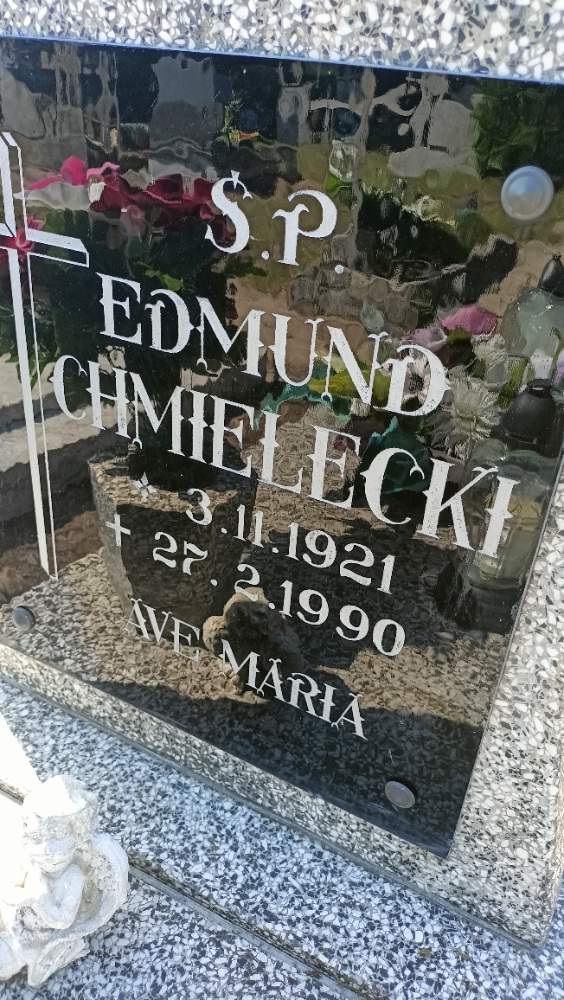 Ś.P.
EDMUND
CHMIELECKI
* 3.11.1921
+ 27.2.1990
AVE MARIA